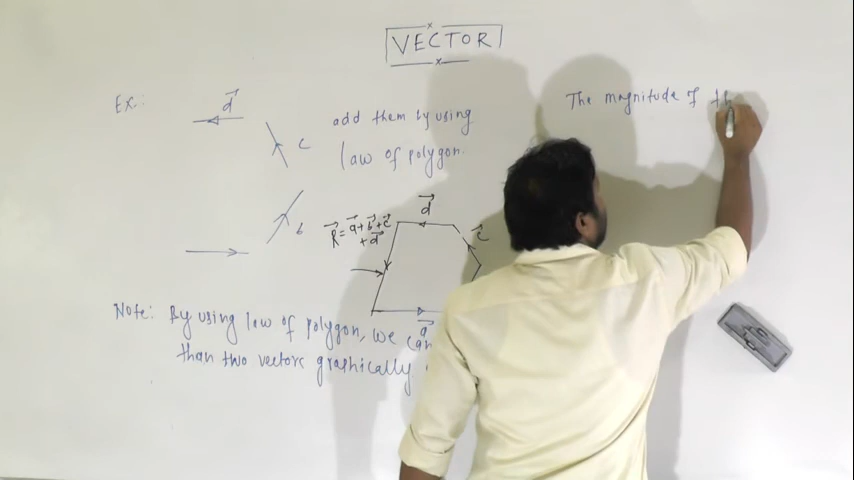 VECTOR
Ex:
d
c
add them by using
law of polygon.
b
R = a+b+c
+d
d
c
a
Note: By using law of polygon, we can
than two vectors graphically
The magnitude of th